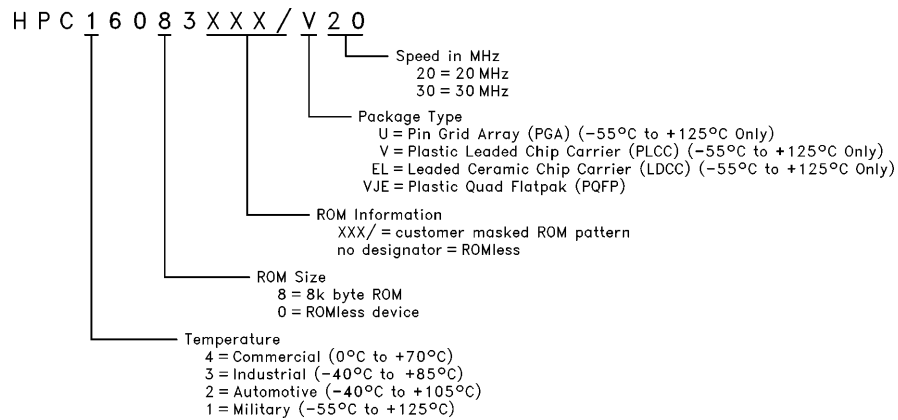 HPC16083XXX/V20
Speed in MHz
20 = 20 MHz
30 = 30 MHz
Package Type
U = Pin Grid Array (PGA) (-55°C to +125°C Only)
V = Plastic Leaded Chip Carrier (PLCC) (-55°C to +125°C Only)
EL = Leaded Ceramic Chip Carrier (LDCC) (-55°C to +125°C Only)
VJE = Plastic Quad Flatpak (PQFP)
ROM Information
XXX/ = customer masked ROM pattern
no designator = ROMless
ROM Size
8 = 8k byte ROM
0 = ROMless device
Temperature
4 = Commercial (0°C to +70°C)
3 = Industrial (-40°C to +85°C)
2 = Automotive (-40°C to +105°C)
1 = Military (-55°C to +125°C)